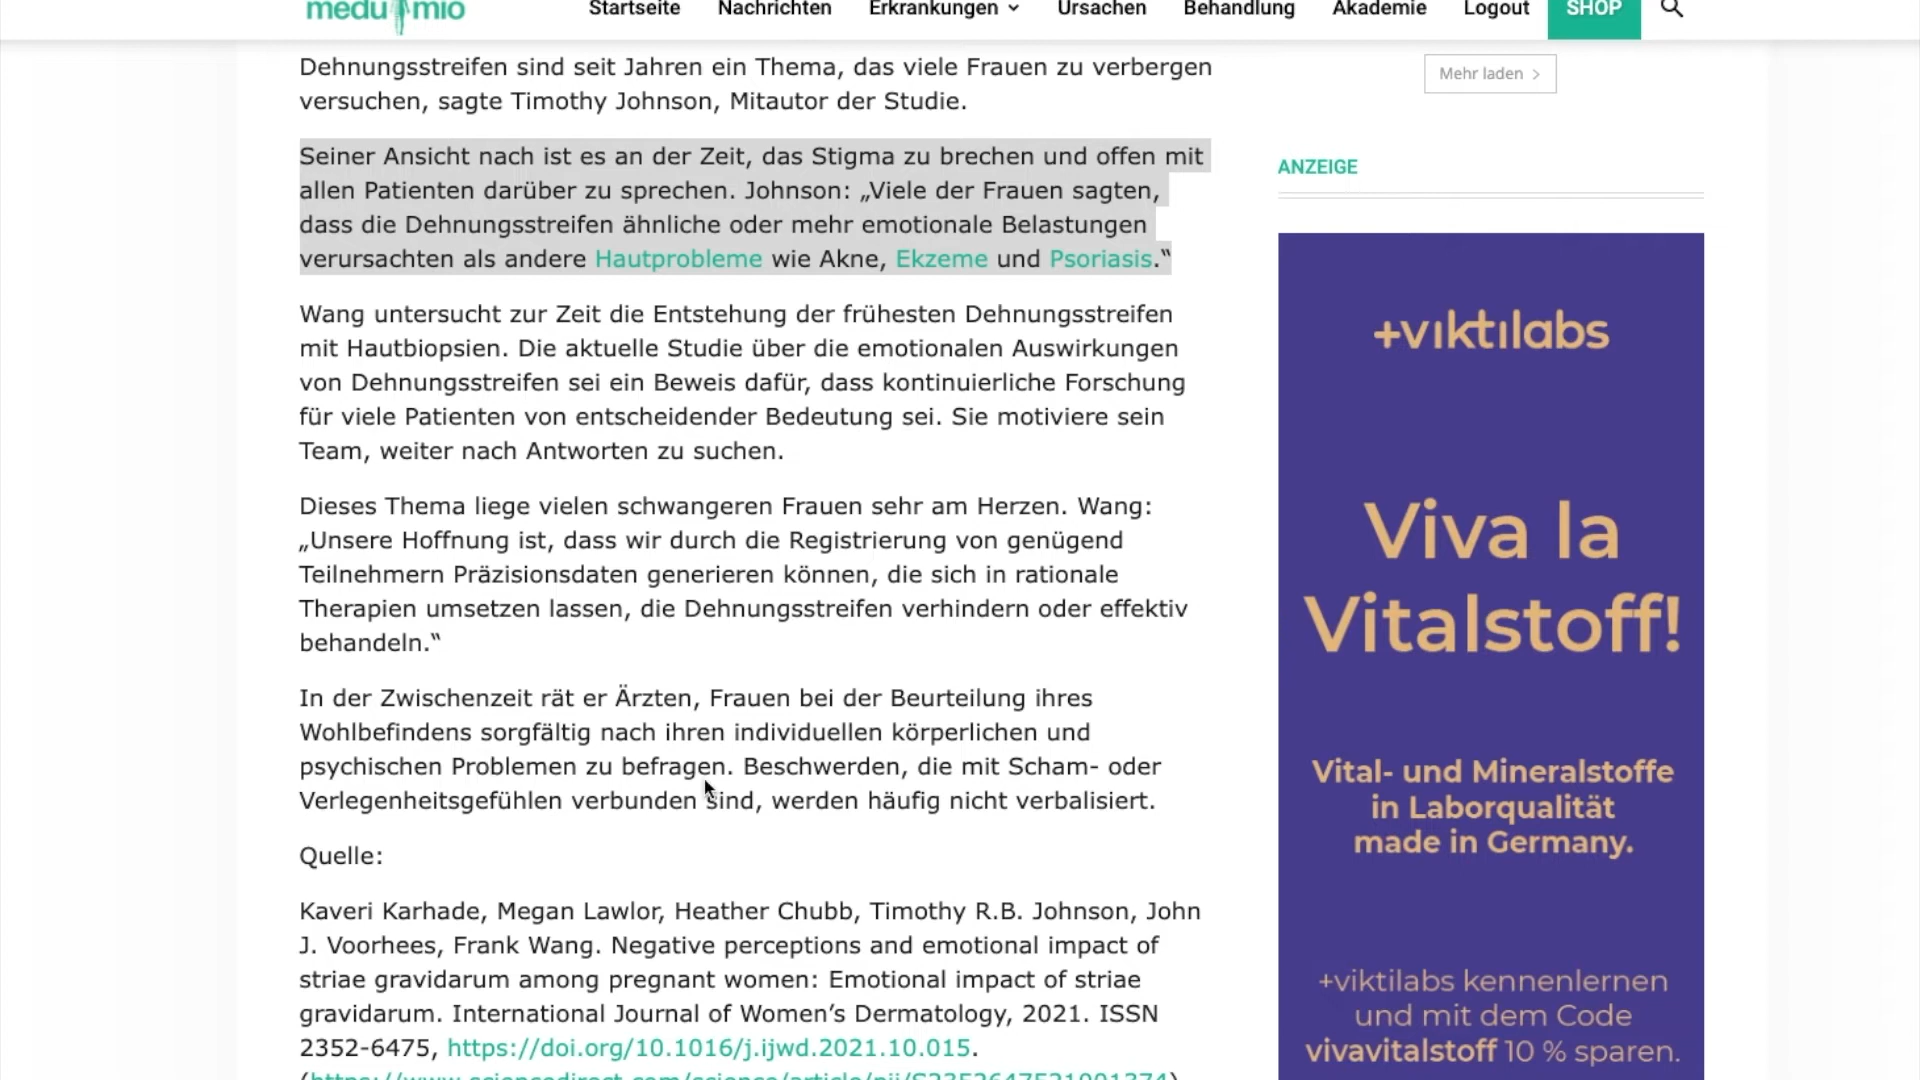 medumio
Startseite Nachrichten Erkrankungen Ursachen Behandlung Akademie Logout SHOP
Dehnungsstreifen sind seit Jahren ein Thema, das viele Frauen zu verbergen
versuchen, sagte Timothy Johnson, Mitautor der Studie.
Seiner Ansicht nach ist es an der Zeit, das Stigma zu brechen und offen mit
allen Patienten darüber zu sprechen. Johnson: „Viele der Frauen sagten,
dass die Dehnungsstreifen ähnliche oder mehr emotionale Belastungen
verursachten als andere Hautprobleme wie Akne, Ekzeme und Psoriasis.“
Wang untersucht zur Zeit die Entstehung der frühesten Dehnungsstreifen
mit Hautbiopsien. Die aktuelle Studie über die emotionalen Auswirkungen
von Dehnungsstreifen sei ein Beweis dafür, dass kontinuierliche Forschung
für viele Patienten von entscheidender Bedeutung sei. Sie motiviere sein
Team, weiter nach Antworten zu suchen.
Dieses Thema liege vielen schwangeren Frauen sehr am Herzen. Wang:
„Unsere Hoffnung ist, dass wir durch die Registrierung von genügend
Teilnehmern Präzisionsdaten generieren können, die sich in rationale
Therapien umsetzen lassen, die Dehnungsstreifen verhindern oder effektiv
behandeln.“
In der Zwischenzeit rät er Ärzten, Frauen bei der Beurteilung ihres
Wohlbefindens sorgfältig nach ihren individuellen körperlichen und
psychischen Problemen zu befragen. Beschwerden, die mit Scham- oder
Verlegenheitsgefühlen verbunden sind, werden häufig nicht verbalisiert.
Quelle:
Kaveri Karhade, Megan Lawlor, Heather Chubb, Timothy R.B. Johnson, John
J. Voorhees, Frank Wang. Negative perceptions and emotional impact of
striae gravidarum among pregnant women: Emotional impact of striae
gravidarum. International Journal of Women’s Dermatology, 2021. ISSN
2352-6475, https://doi.org/10.1016/j.ijwd.2021.10.015.
(https://www.sciencedirect.com/science/article/pii/S2352647521001374)
Mehr laden >
ANZEIGE
+viktilabs
Viva la
Vitalstoff!
Vital- und Mineralstoffe
in Laborqualität
made in Germany.
+viktilabs kennenlernen
und mit dem Code
vivavitalstoff 10 % sparen.